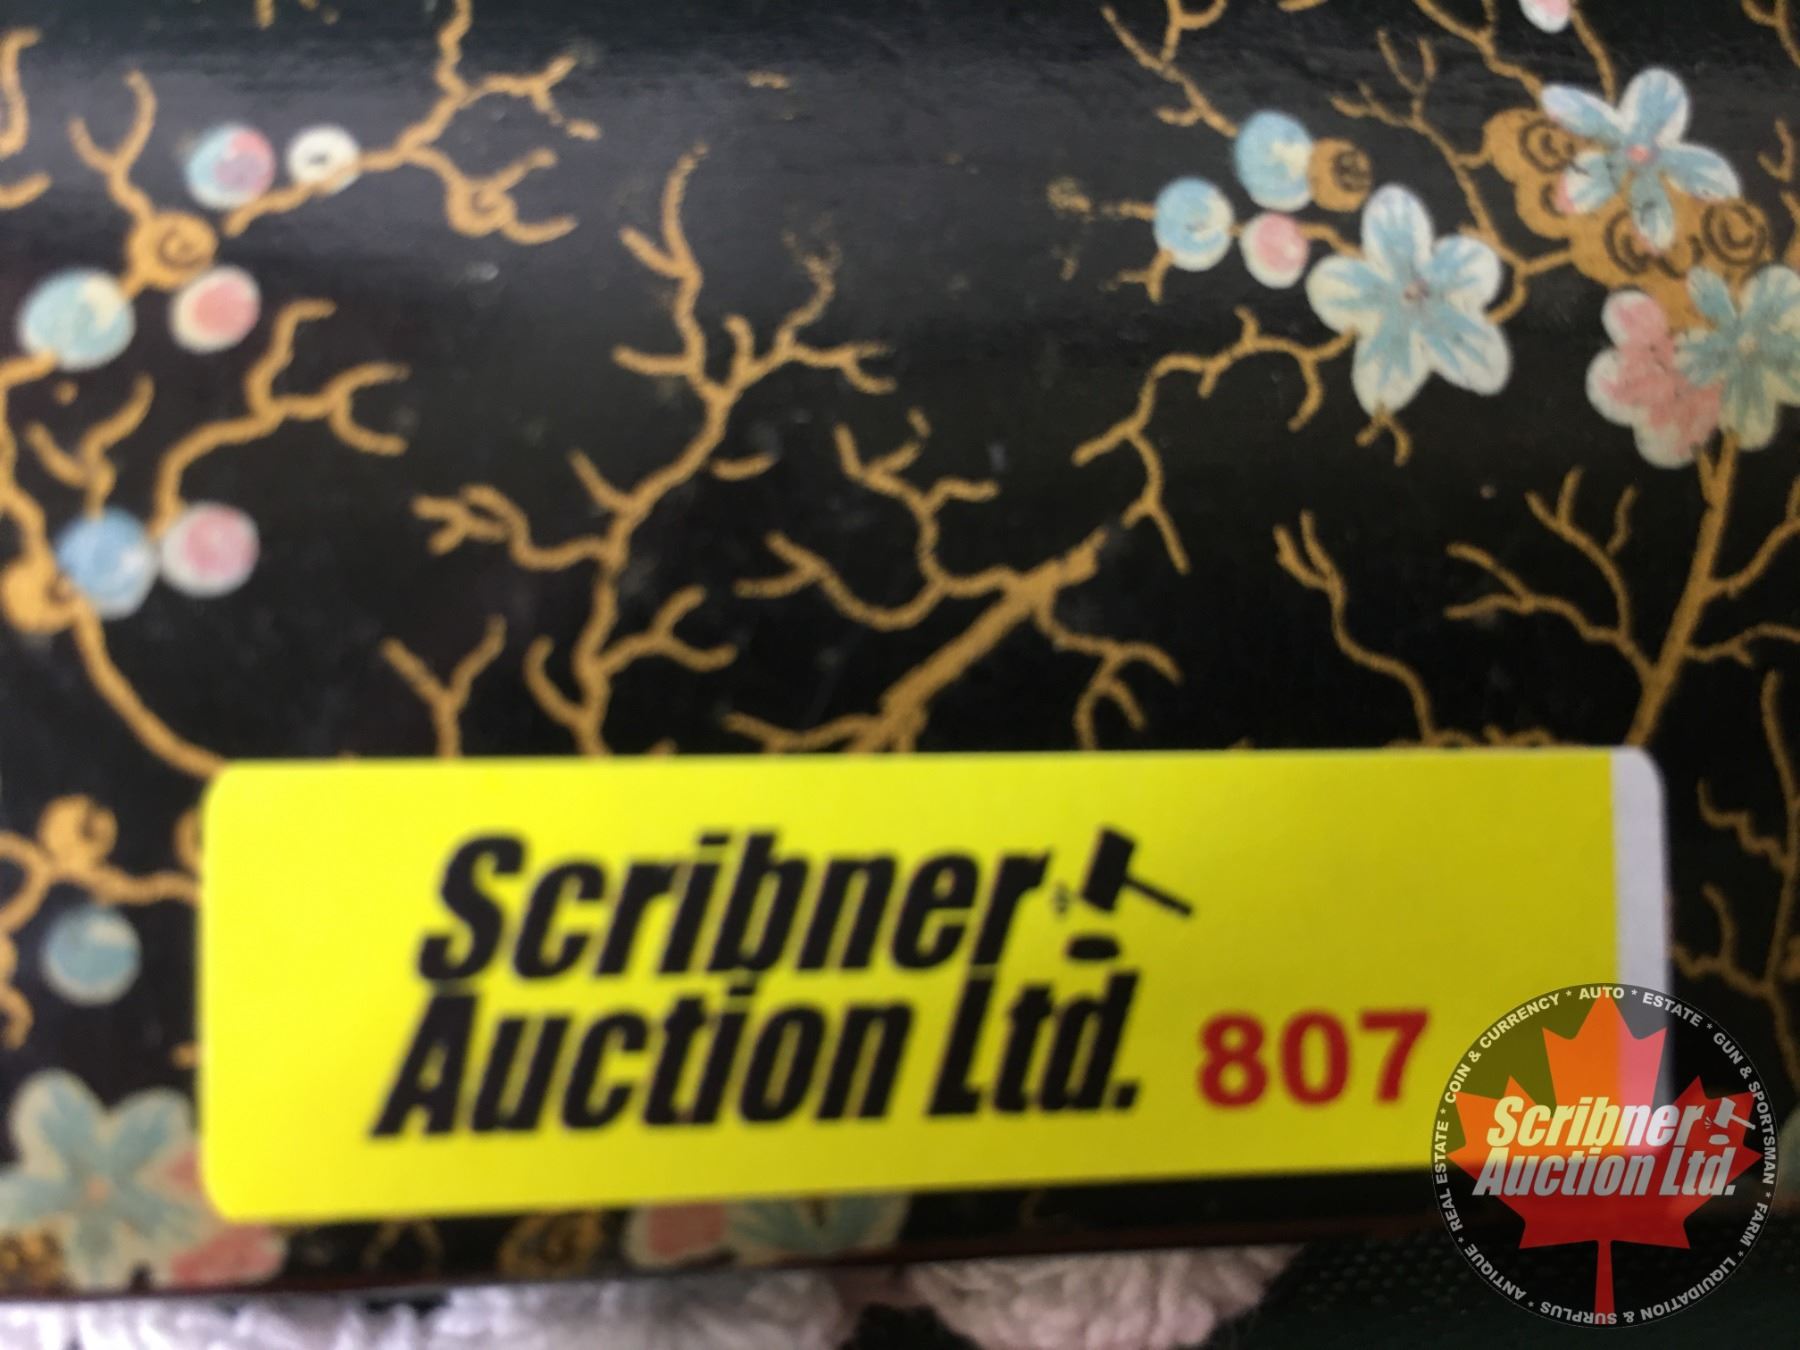 Scribner
Auction Ltd. 807
REAL ESTATE * COIN & CURRENCY * AUTO * ESTATE * GUN & SPORTSMAN * FARM * LIQUIDATION & SURPLUS * ANTIQUE *
Scribner
Auction Ltd.